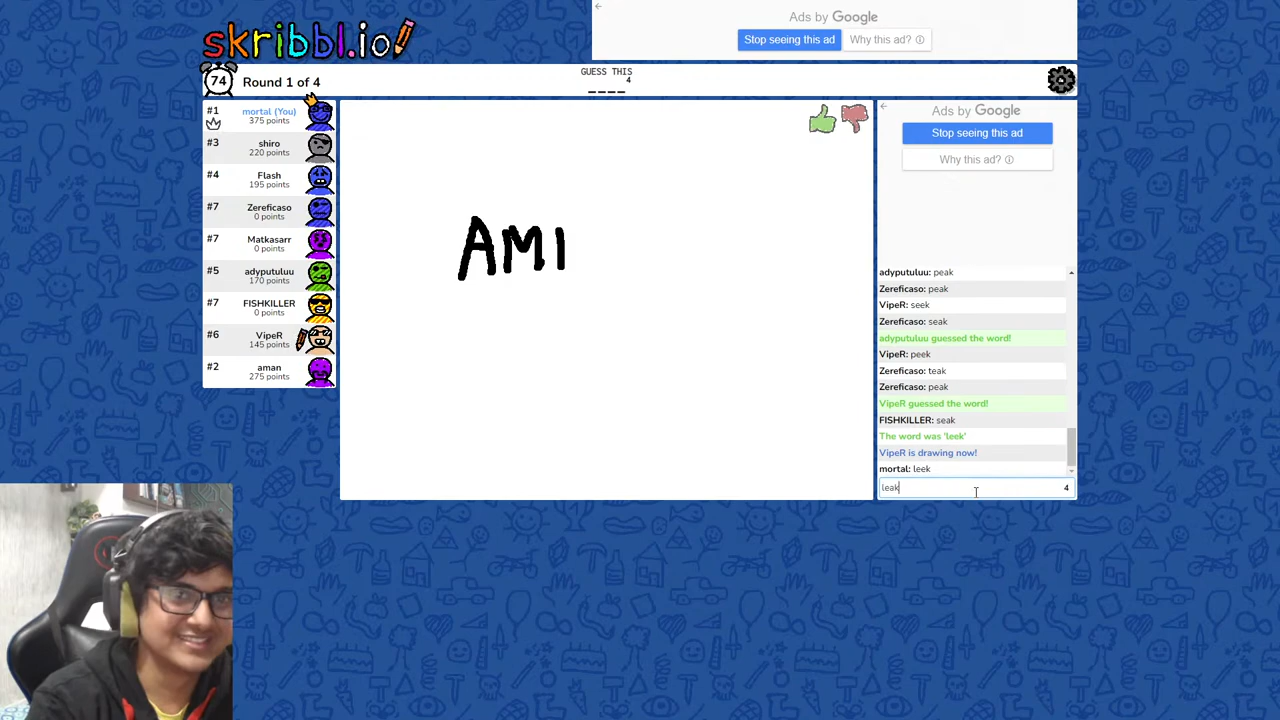 skribbl.io
Ads by Google
Stop seeing this ad
Why this ad?
74
Round 1 of 4
GUESS THIS
4
____
#1
mortal (You)
375 points
#3
shiro
220 points
#4
Flash
195 points
#7
Zereficaso
0 points
#7
Matkasarr
0 points
#5
adyputuluu
170 points
#7
FISHKILLER
0 points
#6
VipeR
145 points
#2
aman
275 points
AMI
Ads by Google
Stop seeing this ad
Why this ad?
adyputuluu: peak
Zereficaso: peak
VipeR: seek
Zereficaso: seak
adyputuluu guessed the word!
VipeR: peek
Zereficaso: teak
Zereficaso: peak
VipeR guessed the word!
FISHKILLER: seak
The word was 'leek'
VipeR is drawing now!
mortal: leek
leak
4